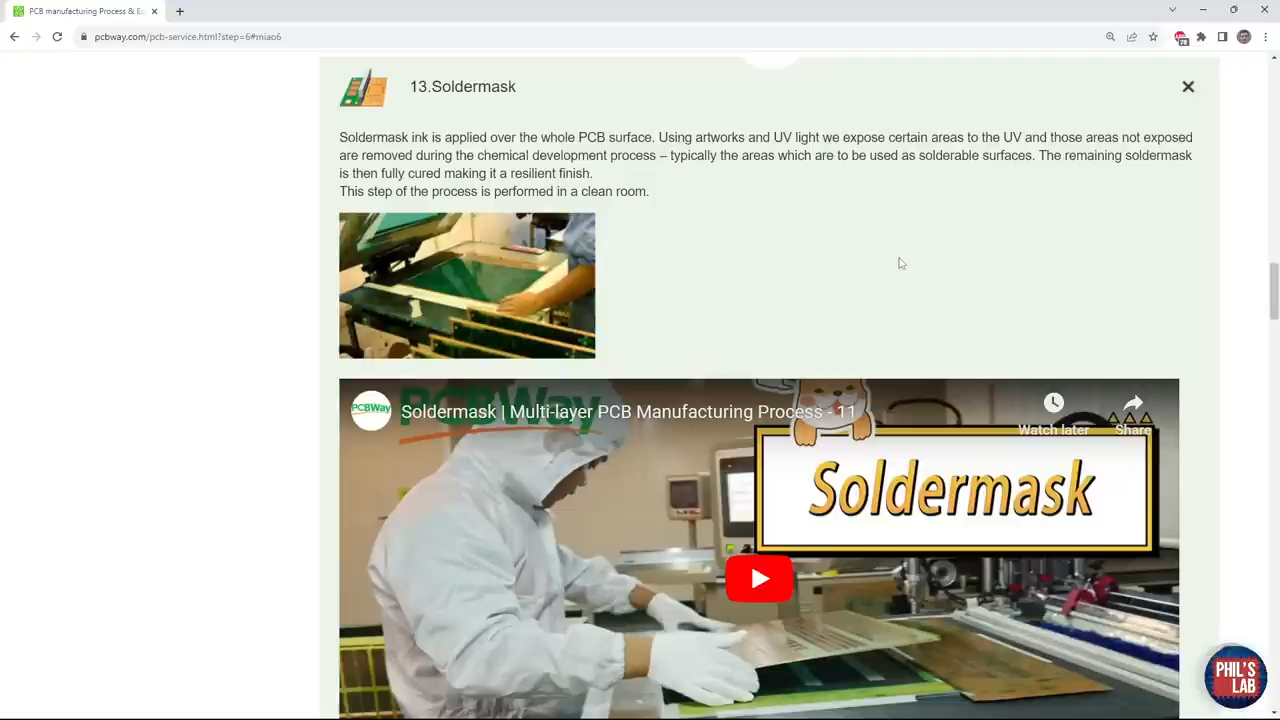 PCB manufacturing Process & Eq
pcbway.com/pcb-service.html?step=6#miao6
78
13.Soldermask
Soldermask ink is applied over the whole PCB surface. Using artworks and UV light we expose certain areas to the UV and those areas not exposed
are removed during the chemical development process – typically the areas which are to be used as solderable surfaces. The remaining soldermask
is then fully cured making it a resilient finish.
This step of the process is performed in a clean room.
PCBWay
PCBWay
Soldermask | Multi-layer PCB Manufacturing Process - 11
Watch later
Share
Soldermask
PHIL'S
LAB